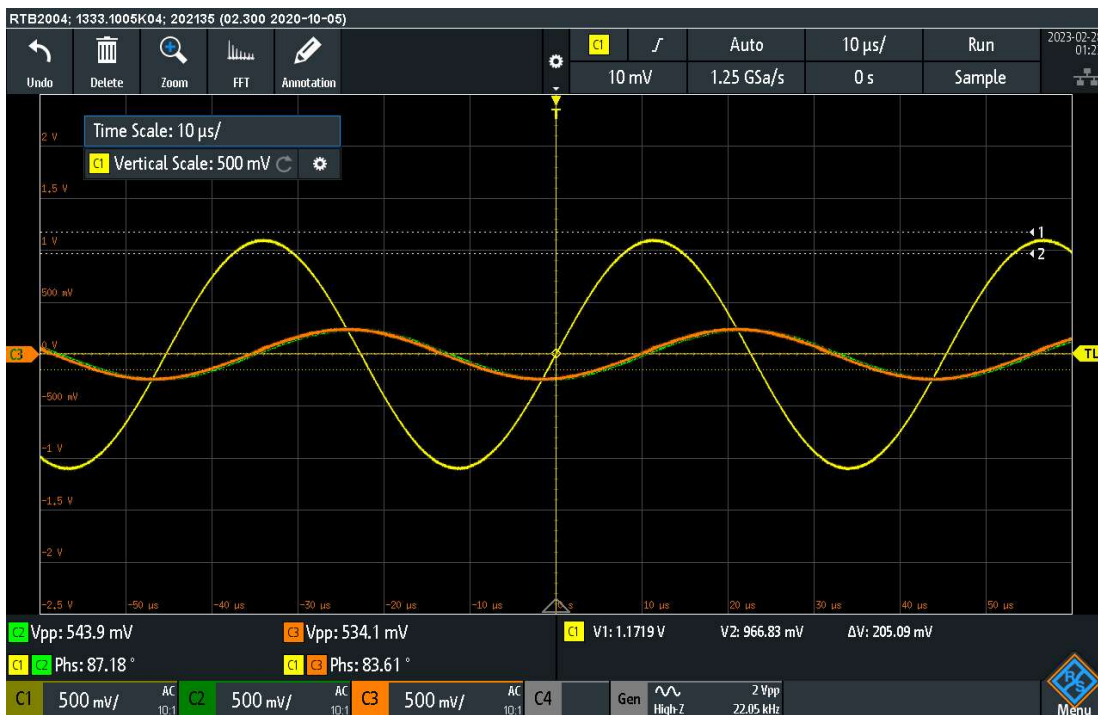 RTB2004; 1333.1005K04; 202135 (02.300 2020-10-05)
Undo Delete Zoom FFT Annotation
C1 Auto 10 µs/ Run
10 mV 1.25 GSa/s 0 s Sample
2023-02-28
01:2
T
Time Scale: 10 µs/
C1 Vertical Scale: 500 mV
2 V
1,5 V
1 V
500 mV
0 V
-500 mV
-1 V
-1,5 V
-2 V
-2,5 V
1
2
C3
TL
-50 µs -40 µs -30 µs -20 µs -10 µs 0 s 10 µs 20 µs 30 µs 40 µs 50 µs
C2 Vpp: 543.9 mV C3 Vpp: 534.1 mV C1 V1: 1.1719 V V2: 966.83 mV ΔV: 205.09 mV
C1 C2 Phs: 87.18 ° C1 C3 Phs: 83.61 °
C1 500 mV/ AC 10:1 C2 500 mV/ AC 10:1 C3 500 mV/ AC 10:1 C4 Gen High-Z 2 Vpp 22.05 kHz
R&S
Menu